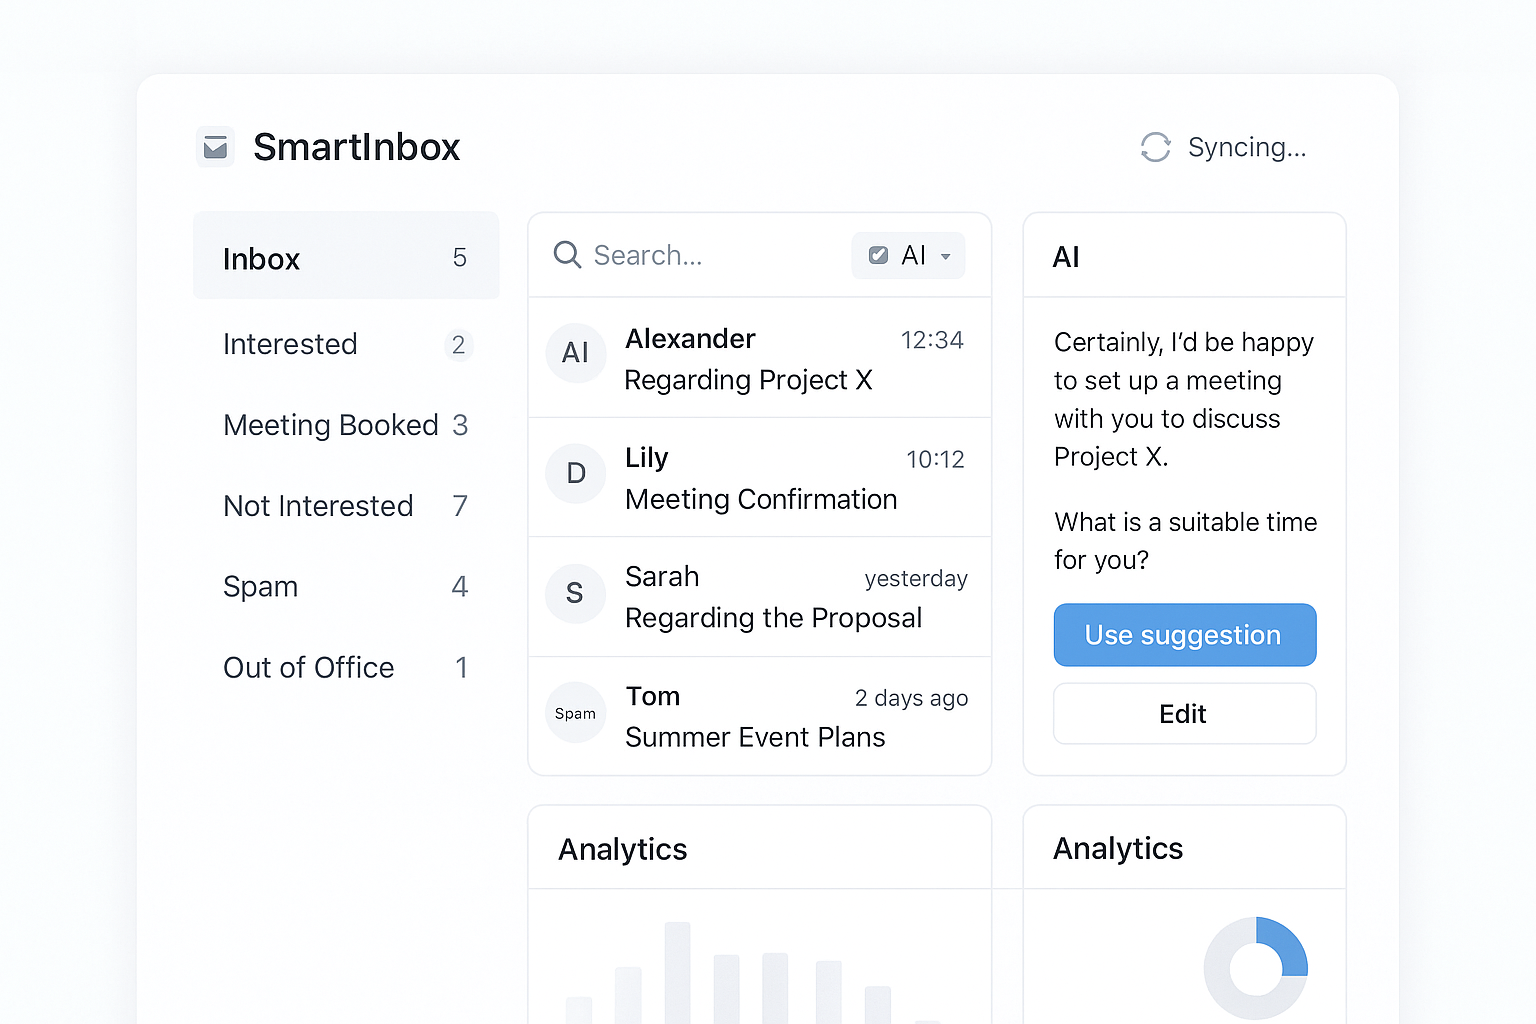 SmartInbox
Syncing...
Inbox 5
Interested 2
Meeting Booked 3
Not Interested 7
Spam 4
Out of Office 1
Search...
AI
AI Alexander 12:34
Regarding Project X
D Lily 10:12
Meeting Confirmation
S Sarah yesterday
Regarding the Proposal
Spam Tom 2 days ago
Summer Event Plans
AI
Certainly, I'd be happy
to set up a meeting
with you to discuss
Project X.
What is a suitable time
for you?
Use suggestion
Edit
Analytics
Analytics